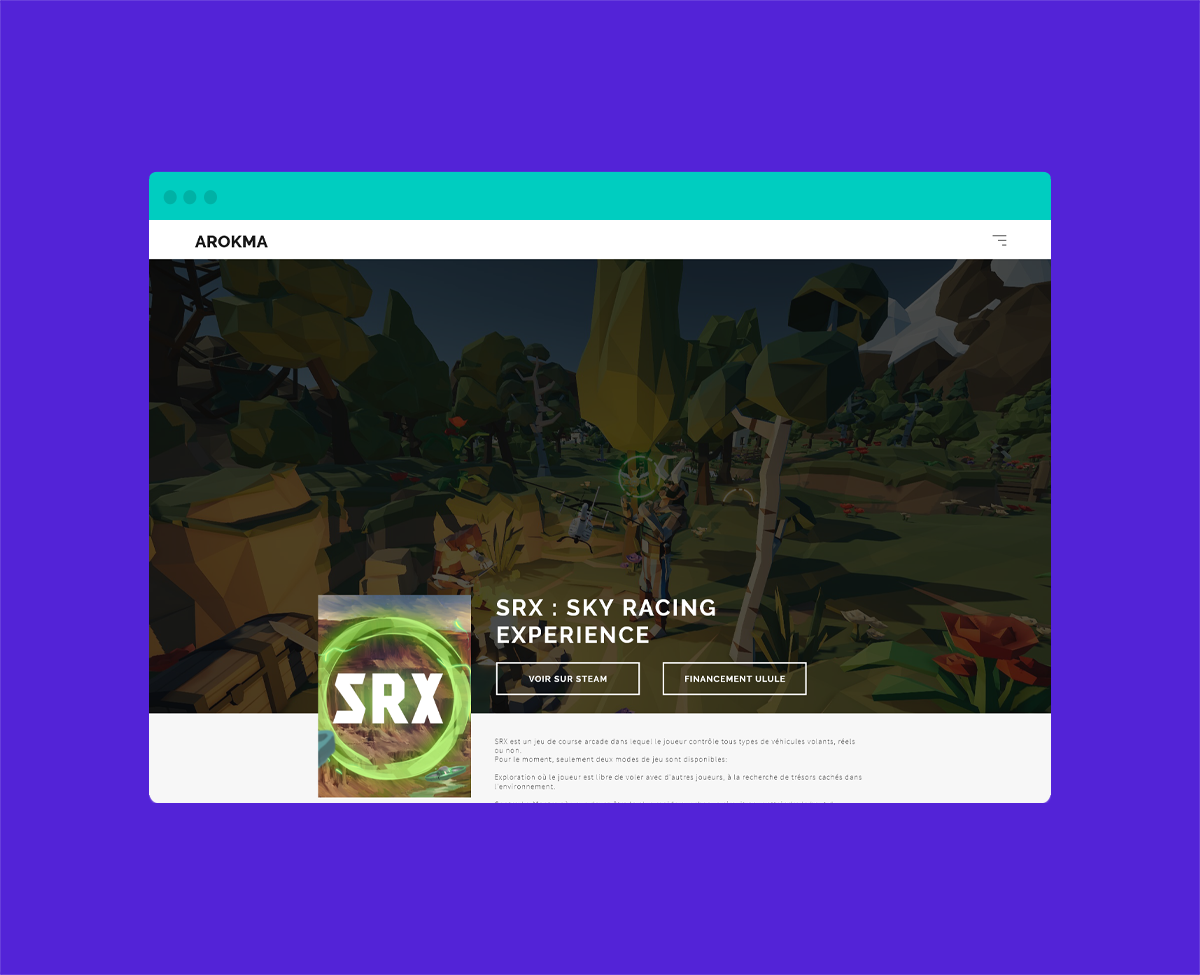 AROKMA
SRX : SKY RACING
EXPERIENCE
VOIR SUR STEAM
FINANCEMENT ULULE
SRX
SRX est un jeu de course arcade dans lequel le joueur contrôle tous types de véhicules volants, réels
ou non.
Pour le moment, seulement deux modes de jeu sont disponibles:
Exploration où le joueur est libre de voler avec d'autres joueurs, à la recherche de trésors cachés dans
l'environnement.